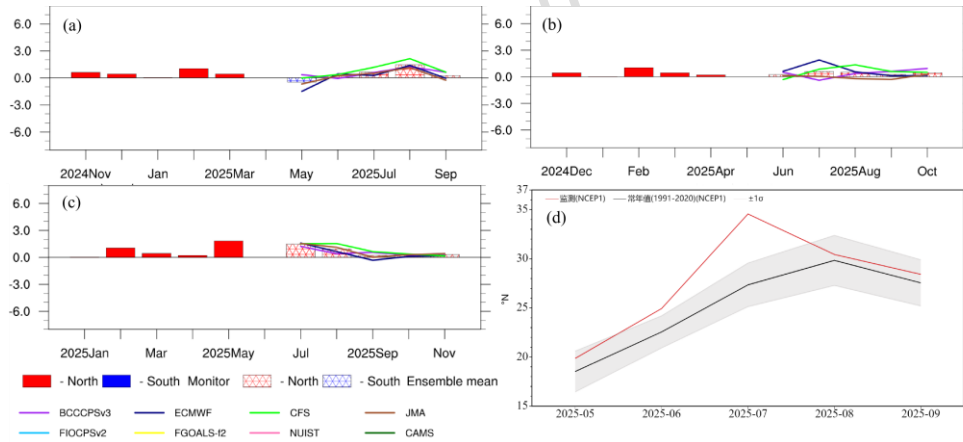 (a)
6.0
3.0
0.0
-3.0
-6.0
2024Nov Jan 2025Mar May 2025Jul Sep
(b)
6.0
3.0
0.0
-3.0
-6.0
2024Dec Feb 2025Apr Jun 2025Aug Oct
(c)
6.0
3.0
0.0
-3.0
-6.0
2025Jan Mar 2025May Jul 2025Sep Nov
(d)
监测(NCEP1) 常年值(1991-2020)(NCEP1) ±1σ
37
35
30
25
20
15
°N
2025-05 2025-06 2025-07 2025-08 2025-09
- North - South Monitor - North - South Ensemble mean
BCCCPSv3 ECMWF CFS JMA
FIOCPSv2 FGOALS-f2 NUIST CAMS